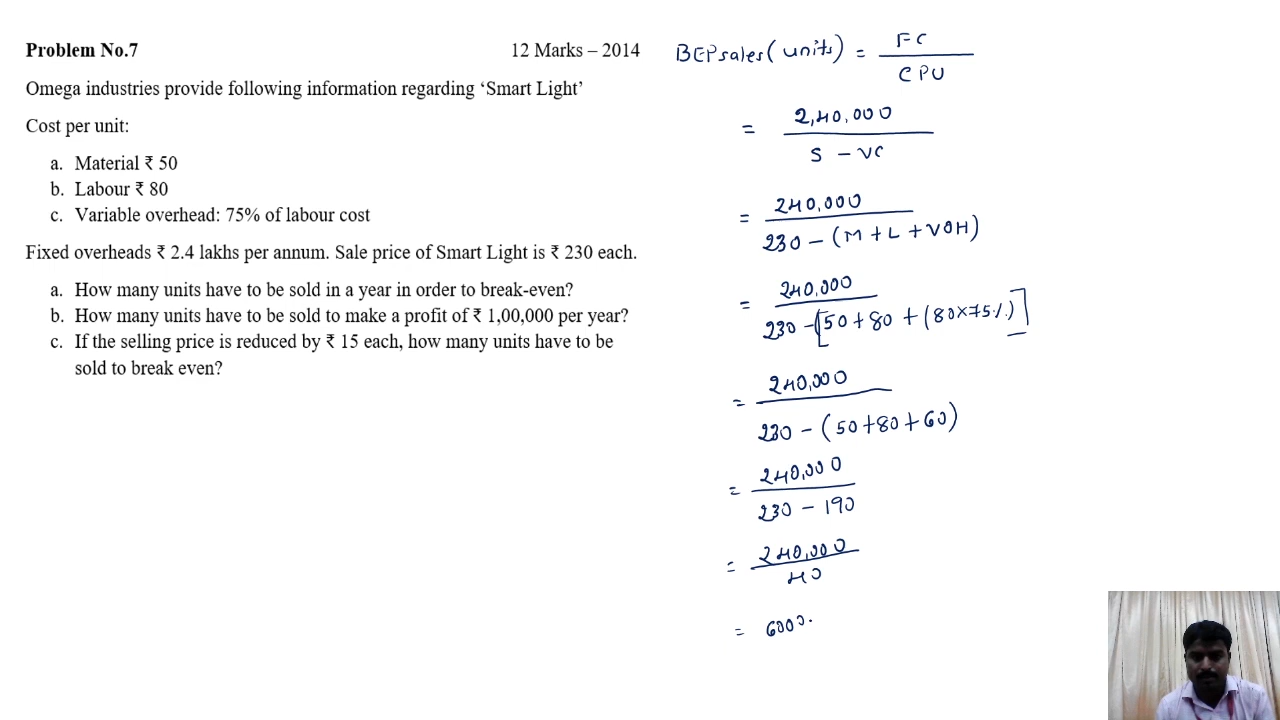 Problem No.7 12 Marks – 2014
Omega industries provide following information regarding ‘Smart Light’
Cost per unit:
a. Material ₹ 50
b. Labour ₹ 80
c. Variable overhead: 75% of labour cost
Fixed overheads ₹ 2.4 lakhs per annum. Sale price of Smart Light is ₹ 230 each.
a. How many units have to be sold in a year in order to break-even?
b. How many units have to be sold to make a profit of ₹ 1,00,000 per year?
c. If the selling price is reduced by ₹ 15 each, how many units have to be
sold to break even?
BEP sales (units) = FC
CPU
= 2,40,000
S - VC
= 240,000
230 - (M + L + VOH)
= 240,000
230 - [50 + 80 + (80×75%)]
= 240,000
230 - (50+80+60)
= 240,000
230 - 190
= 240,000
40
= 6000.